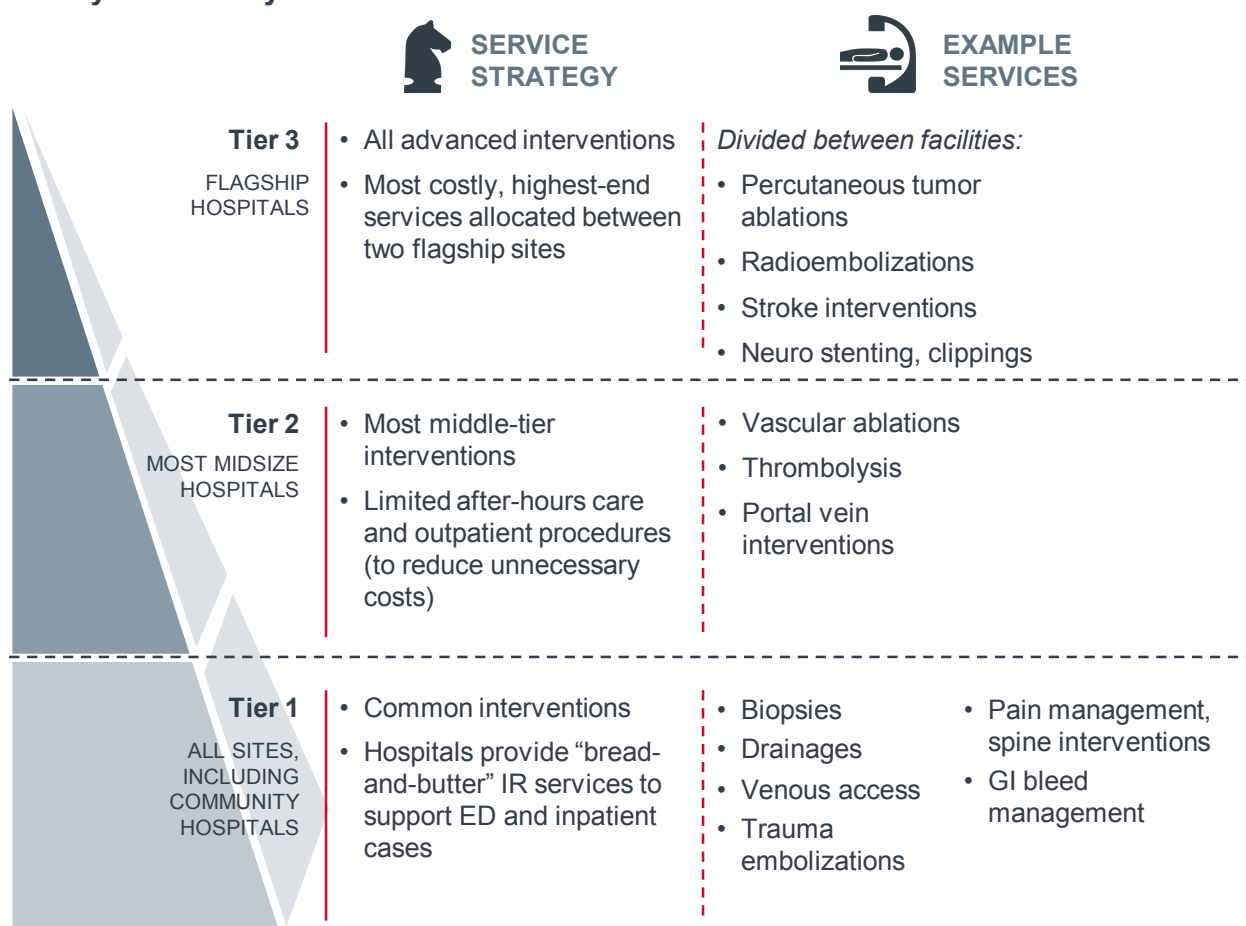 SERVICE
STRATEGY
EXAMPLE
SERVICES
Tier 3
FLAGSHIP
HOSPITALS
• All advanced interventions
• Most costly, highest-end
services allocated between
two flagship sites
Divided between facilities:
• Percutaneous tumor
ablations
• Radioembolizations
• Stroke interventions
• Neuro stenting, clippings
Tier 2
MOST MIDSIZE
HOSPITALS
• Most middle-tier
interventions
• Limited after-hours care
and outpatient procedures
(to reduce unnecessary
costs)
• Vascular ablations
• Thrombolysis
• Portal vein
interventions
Tier 1
ALL SITES,
INCLUDING
COMMUNITY
HOSPITALS
• Common interventions
• Hospitals provide “bread-
and-butter” IR services to
support ED and inpatient
cases
• Biopsies
• Drainages
• Venous access
• Trauma
embolizations
• Pain management,
spine interventions
• GI bleed
management